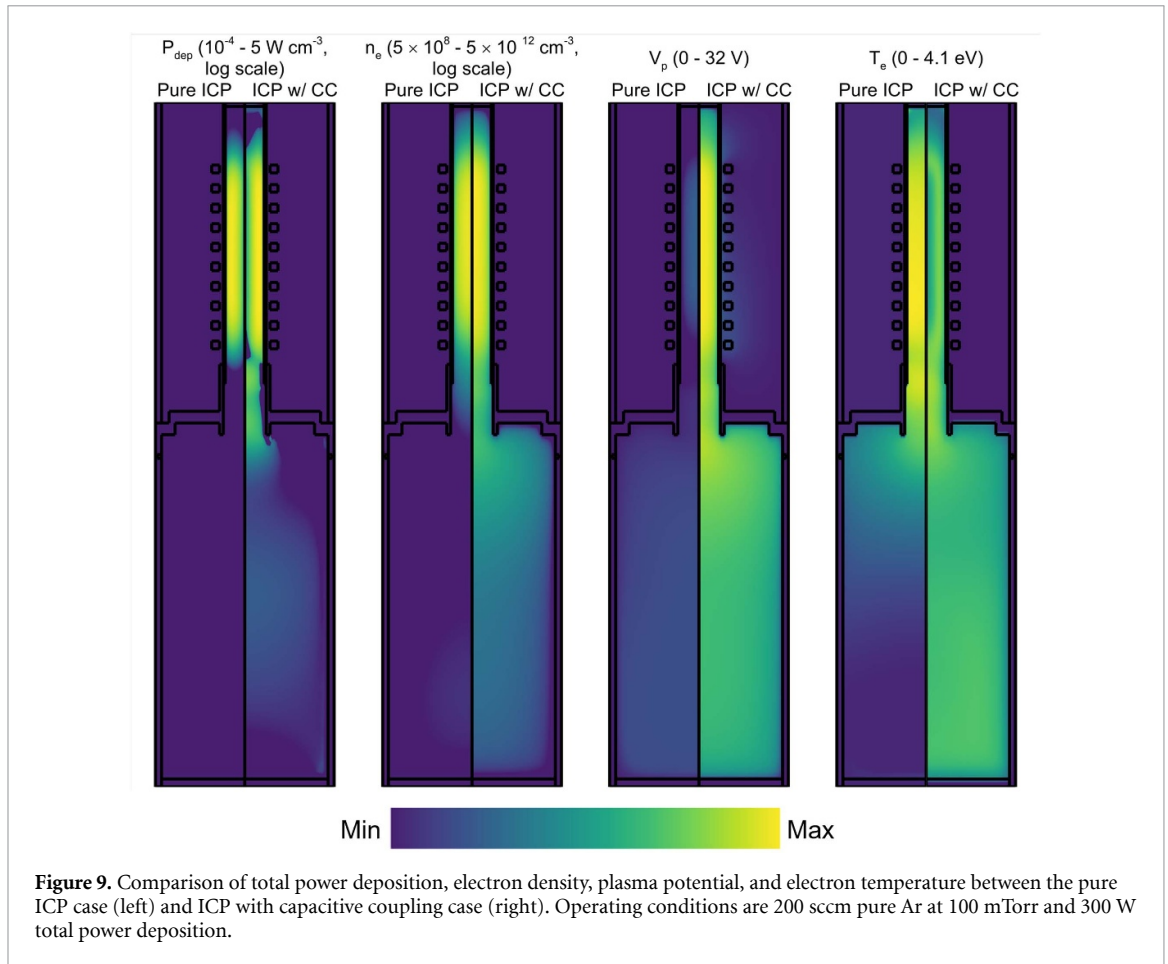 P_dep (10^-4 - 5 W cm^-3, log scale)
n_e (5 × 10^8 - 5 × 10^12 cm^-3, log scale)
V_p (0 - 32 V)
T_e (0 - 4.1 eV)
Pure ICP ICP w/ CC
Pure ICP ICP w/ CC
Pure ICP ICP w/ CC
Pure ICP ICP w/ CC
Min Max
Figure 9. Comparison of total power deposition, electron density, plasma potential, and electron temperature between the pure
ICP case (left) and ICP with capacitive coupling case (right). Operating conditions are 200 sccm pure Ar at 100 mTorr and 300 W
total power deposition.